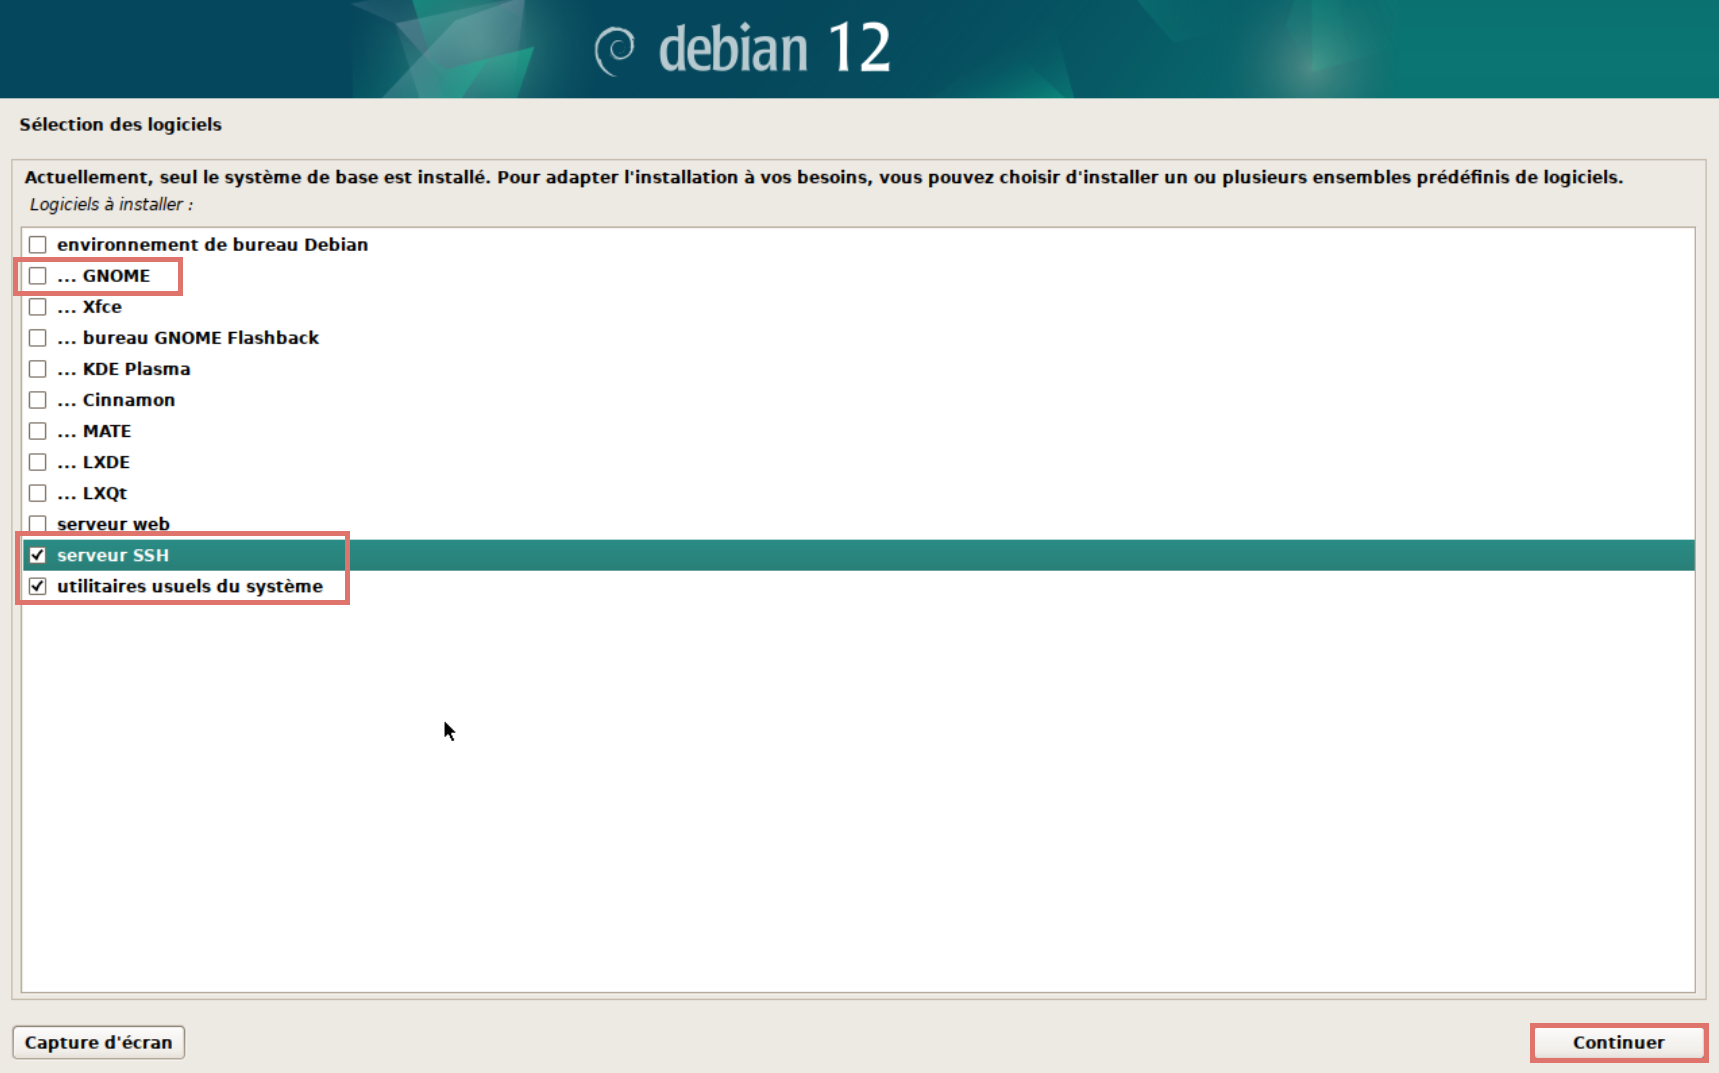 debian 12
Sélection des logiciels
Actuellement, seul le système de base est installé. Pour adapter l'installation à vos besoins, vous pouvez choisir d'installer un ou plusieurs ensembles prédéfinis de logiciels.
Logiciels à installer :
environnement de bureau Debian
... GNOME
... Xfce
... bureau GNOME Flashback
... KDE Plasma
... Cinnamon
... MATE
... LXDE
... LXQt
serveur web
serveur SSH
utilitaires usuels du système
Capture d'écran
Continuer